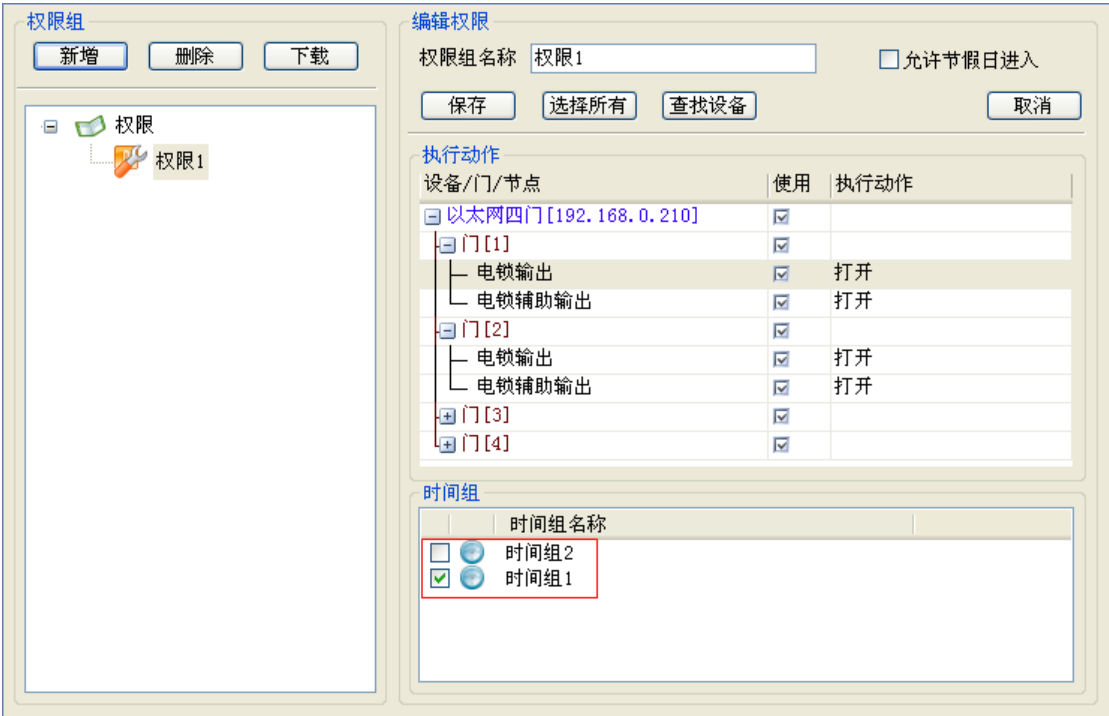 权限组
新增 删除 下载
权限
权限1
编辑权限
权限组名称 权限1 允许节假日进入
保存 选择所有 查找设备 取消
执行动作
设备/门/节点 使用 执行动作
以太网四门[192.168.0.210]
门[1]
电锁输出 打开
电锁辅助输出 打开
门[2]
电锁输出 打开
电锁辅助输出 打开
门[3]
门[4]
时间组
时间组名称
时间组2
时间组1